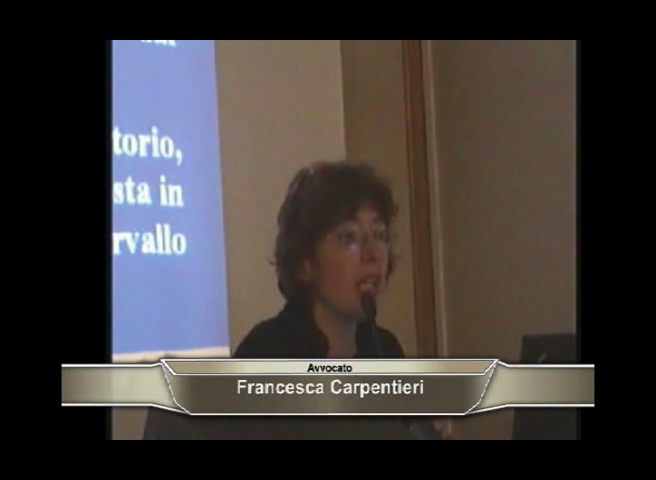 torio,
sta in
rvallo
Avvocato
Francesca Carpentieri